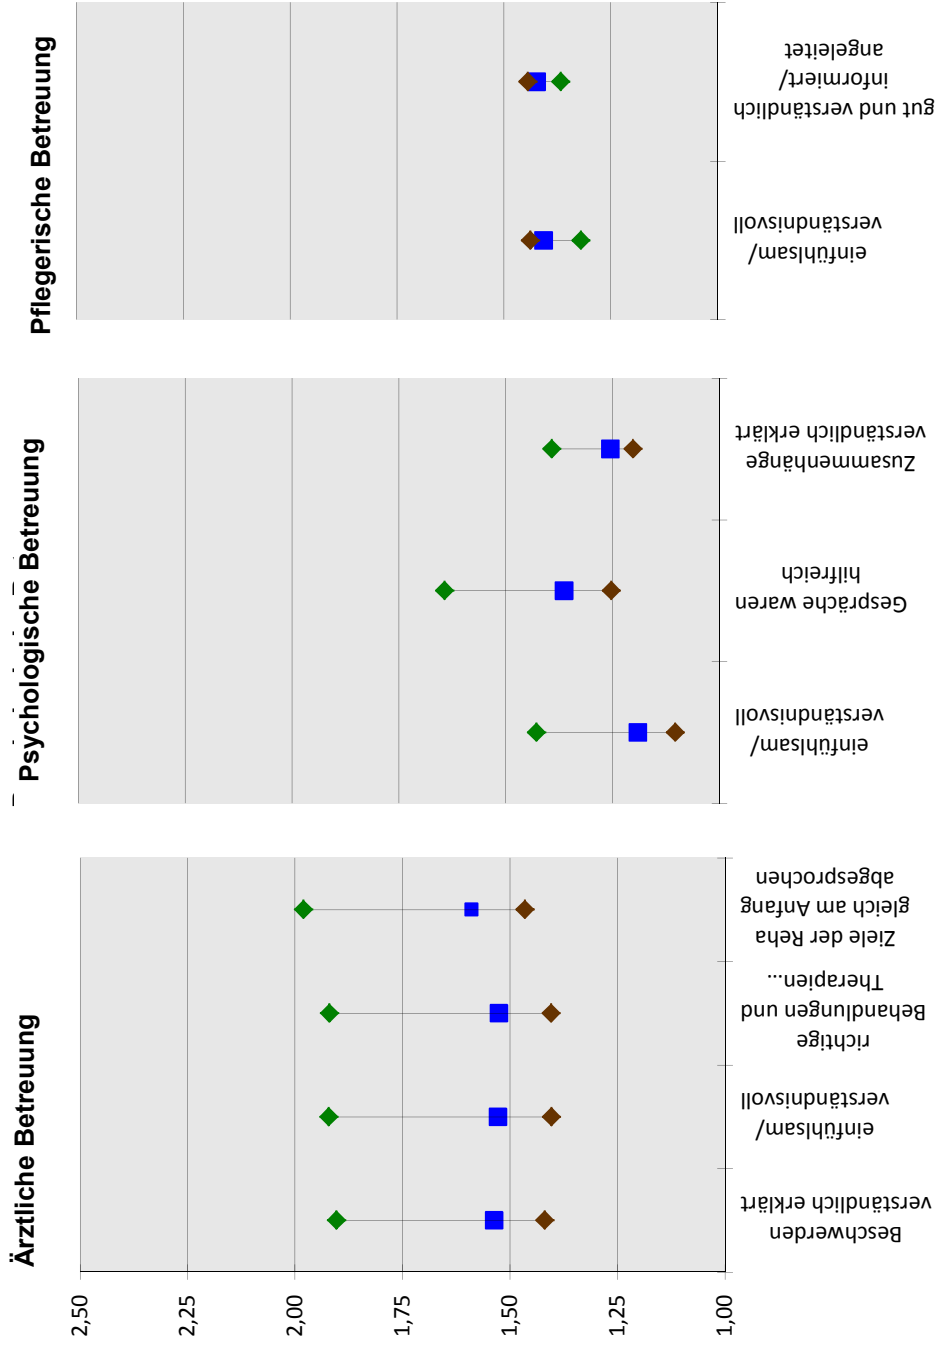 Ärztliche Betreuung
2,50
2,25
2,00
1,75
1,50
1,25
1,00
Beschwerden
verständlich erklärt
einfühlsam/
verständnisvoll
richtige
Behandlungen und
Therapien...
Ziele der Reha
gleich am Anfang
abgesprochen
Psychologische Betreuung
einfühlsam/
verständnisvoll
Gespräche waren
hilfreich
Zusammenhänge
verständlich erklärt
Pflegerische Betreuung
einfühlsam/
verständnisvoll
gut und verständlich
informiert/
angeleitet